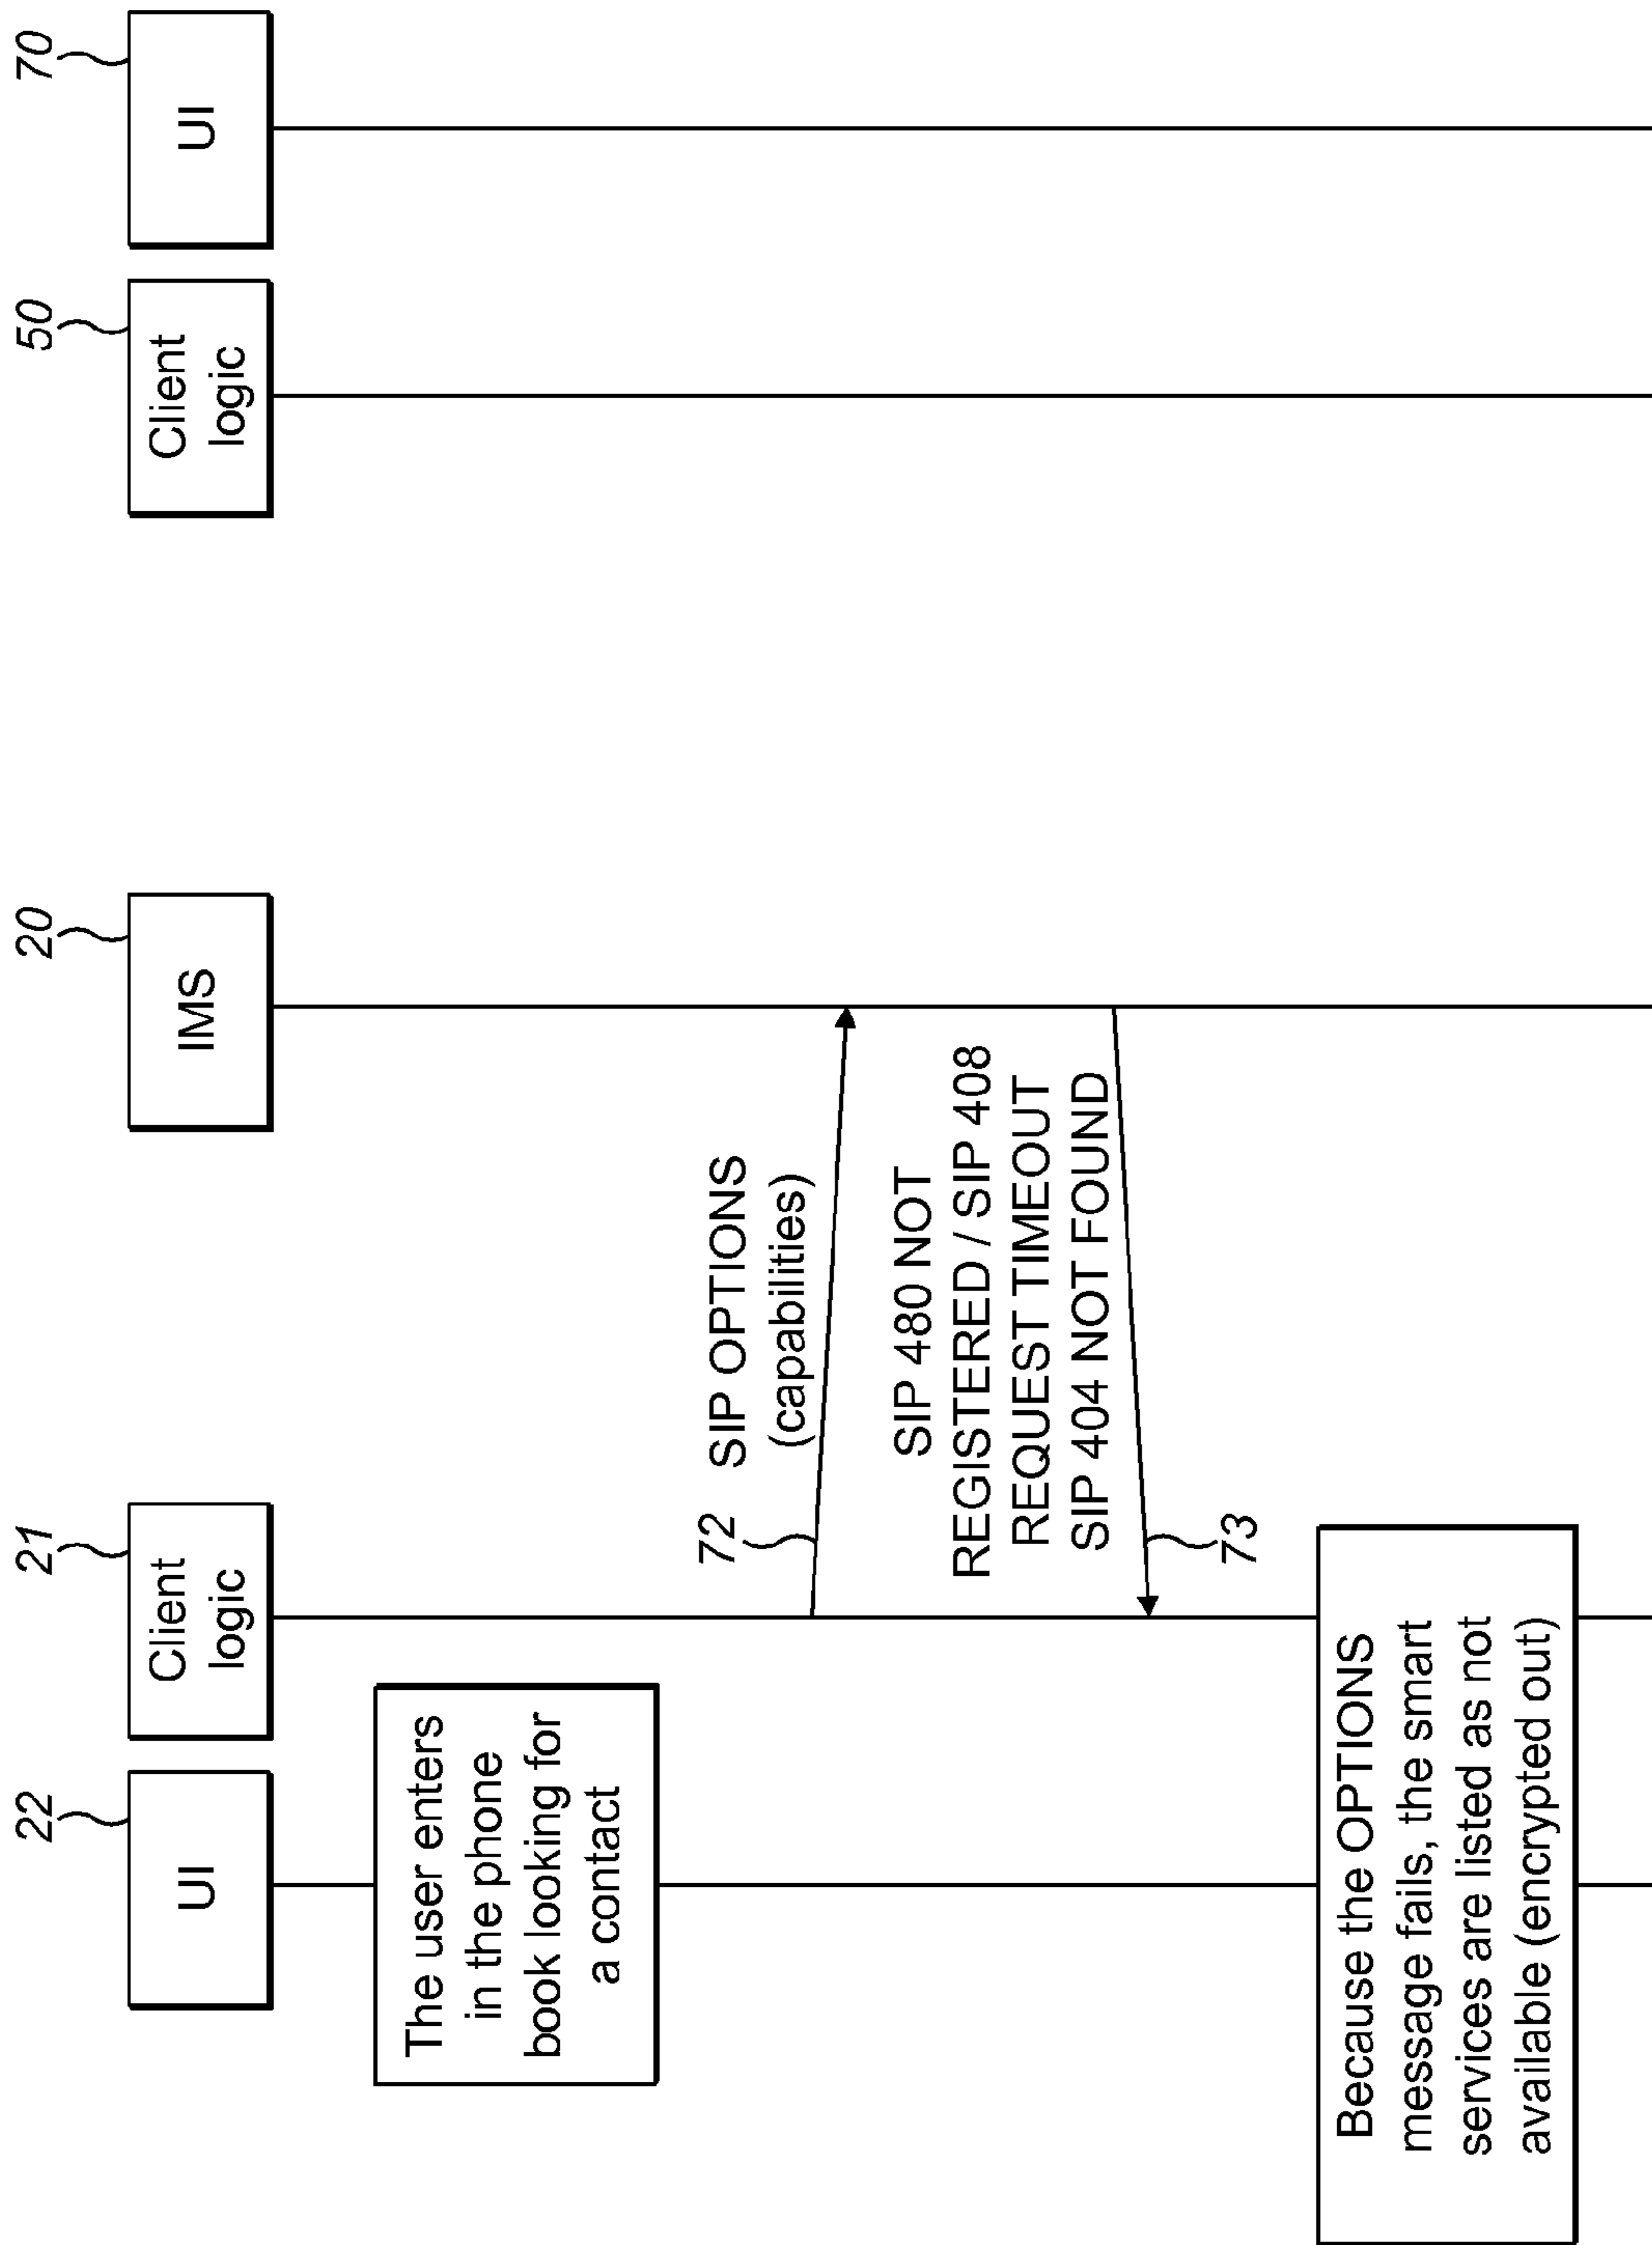 22
21
20
50
70
UI
Client
logic
IMS
Client
logic
UI
The user enters
in the phone
book looking for
a contact
72
SIP OPTIONS
(capabilities)
SIP 480 NOT
REGISTERED / SIP 408
REQUEST TIMEOUT
SIP 404 NOT FOUND
73
Because the OPTIONS
message fails, the smart
services are listed as not
available (encrypted out)